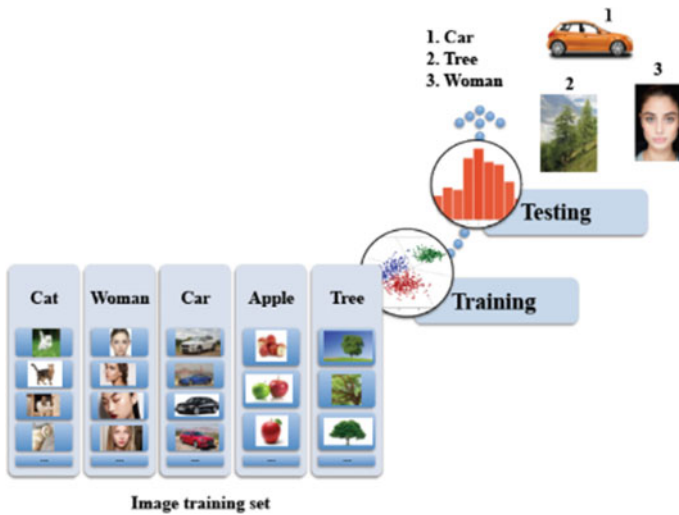 1
1. Car
2. Tree
3. Woman
2
3
Testing
Training
Cat
Woman
Car
Apple
Tree
Image training set